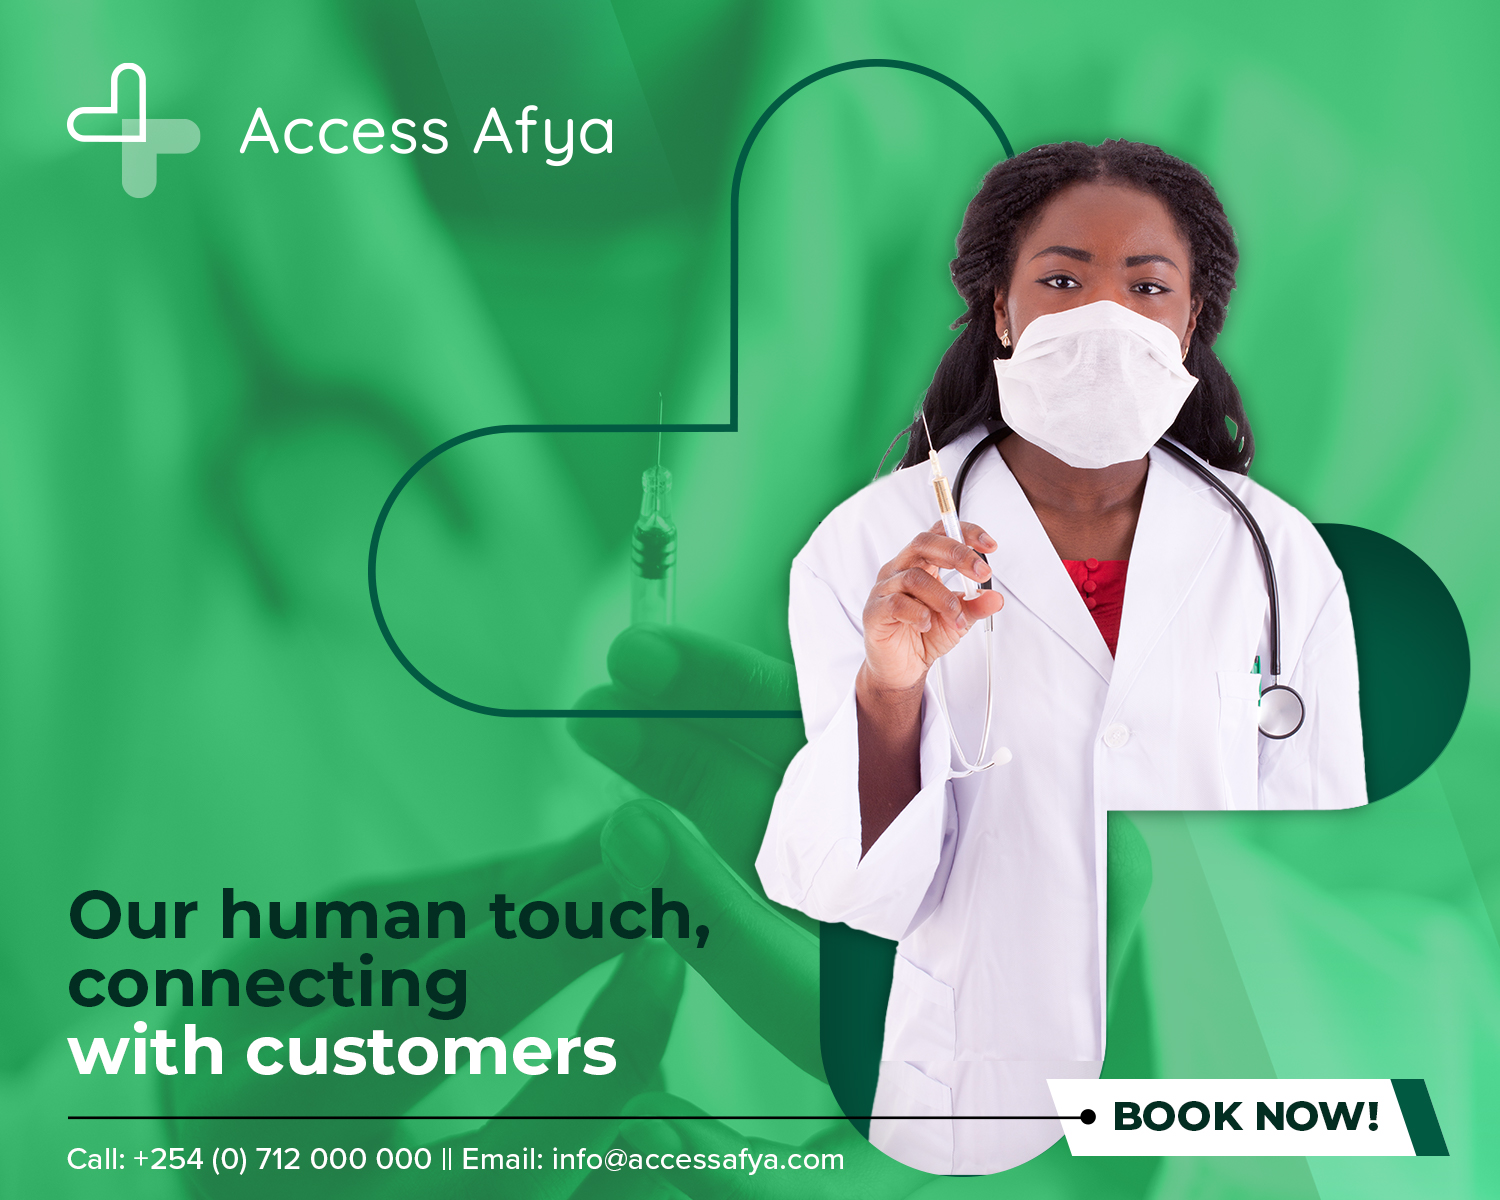 Access Afya
Our human touch,
connecting
with customers
BOOK NOW!
Call: +254 (0) 712 000 000 || Email: info@accessafya.com